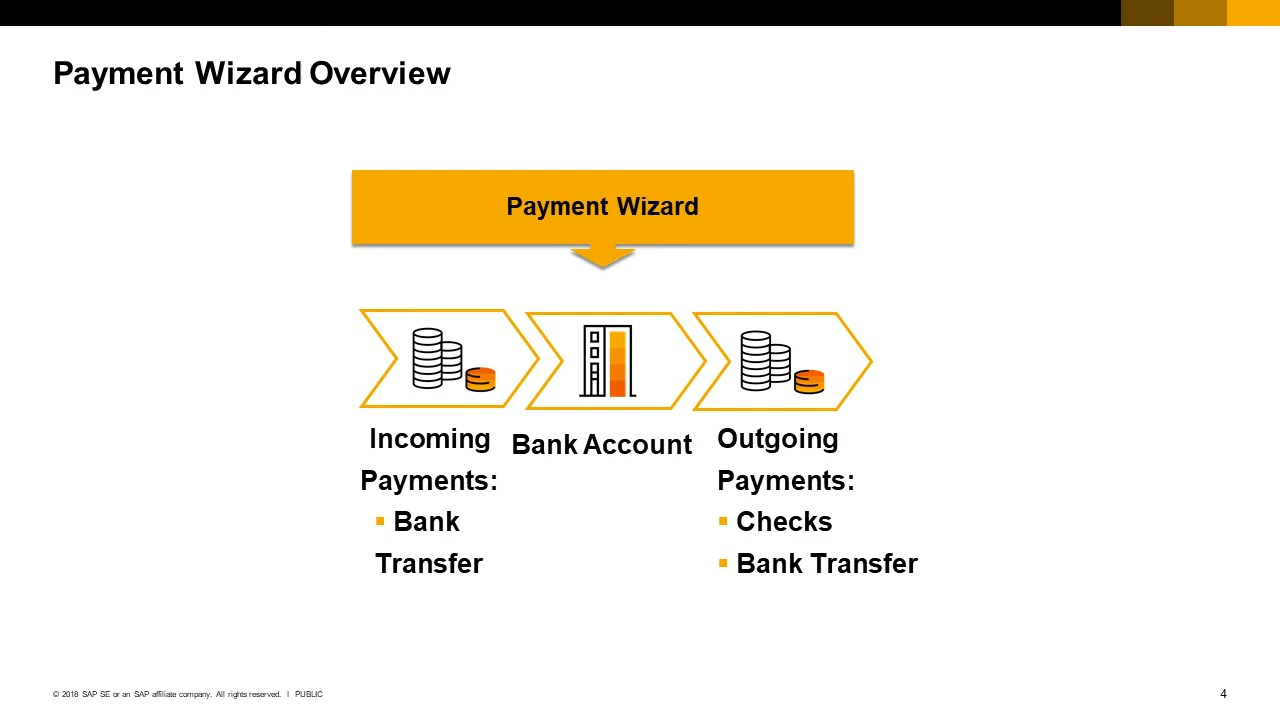 Payment Wizard Overview
Payment Wizard
Incoming
Payments:
▪ Bank
Transfer
Bank Account
Outgoing
Payments:
▪ Checks
▪ Bank Transfer
© 2018 SAP SE or an SAP affiliate company. All rights reserved. ǀ PUBLIC
4